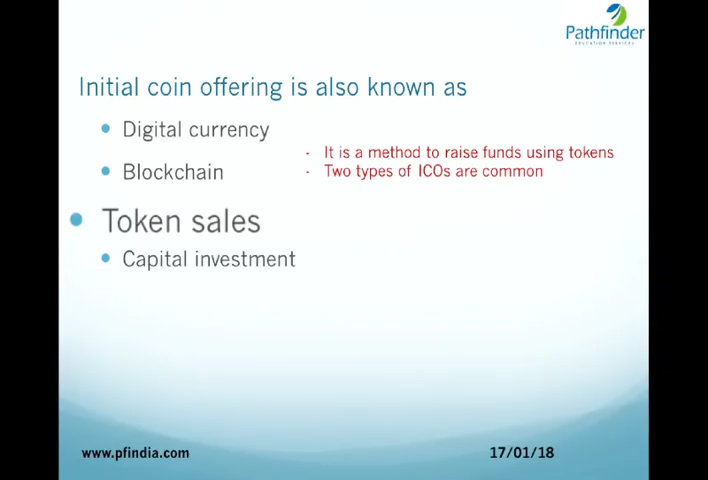 Pathfinder
EDUCATION SERVICES
Initial coin offering is also known as
• Digital currency
• Blockchain
- It is a method to raise funds using tokens
- Two types of ICOs are common
• Token sales
• Capital investment
www.pfindia.com
17/01/18